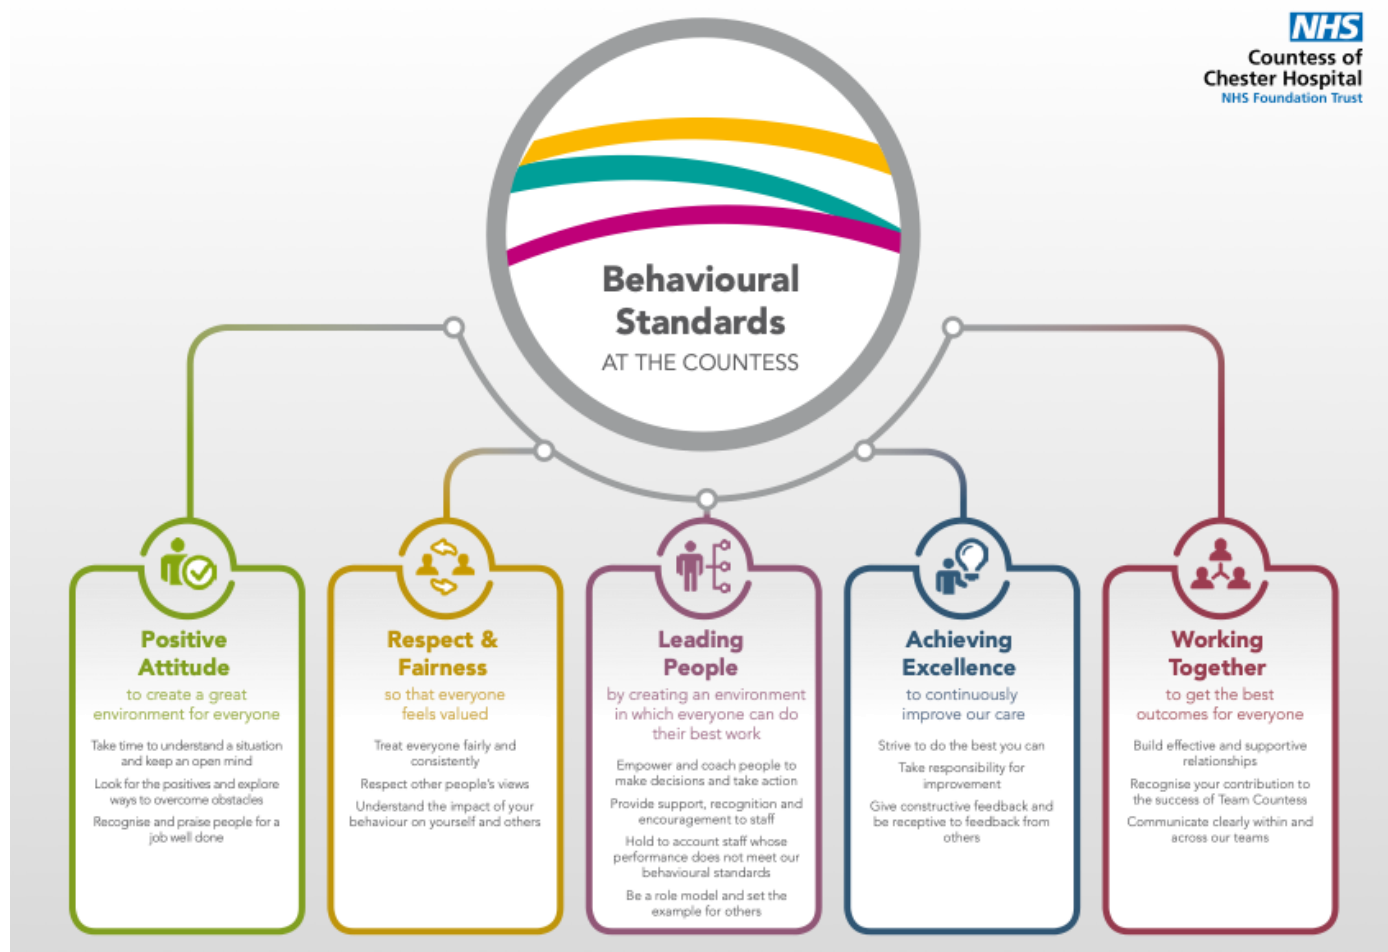 NHS
Countess of
Chester Hospital
NHS Foundation Trust
Behavioural
Standards
AT THE COUNTESS
Positive
Attitude
to create a great
environment for everyone
Take time to understand a situation
and keep an open mind
Look for the positives and explore
ways to overcome obstacles
Recognise and praise people for a
job well done
Respect &
Fairness
so that everyone
feels valued
Treat everyone fairly and
consistently
Respect other people's views
Understand the impact of your
behaviour on yourself and others
Leading
People
by creating an environment
in which everyone can do
their best work
Empower and coach people to
make decisions and take action
Provide support, recognition and
encouragement to staff
Hold to account staff whose
performance does not meet our
behavioural standards
Be a role model and set the
example for others
Achieving
Excellence
to continuously
improve our care
Strive to do the best you can
Take responsibility for
improvement
Give constructive feedback and
be receptive to feedback from
others
Working
Together
to get the best
outcomes for everyone
Build effective and supportive
relationships
Recognise your contribution to
the success of Team Countess
Communicate clearly within and
across our teams